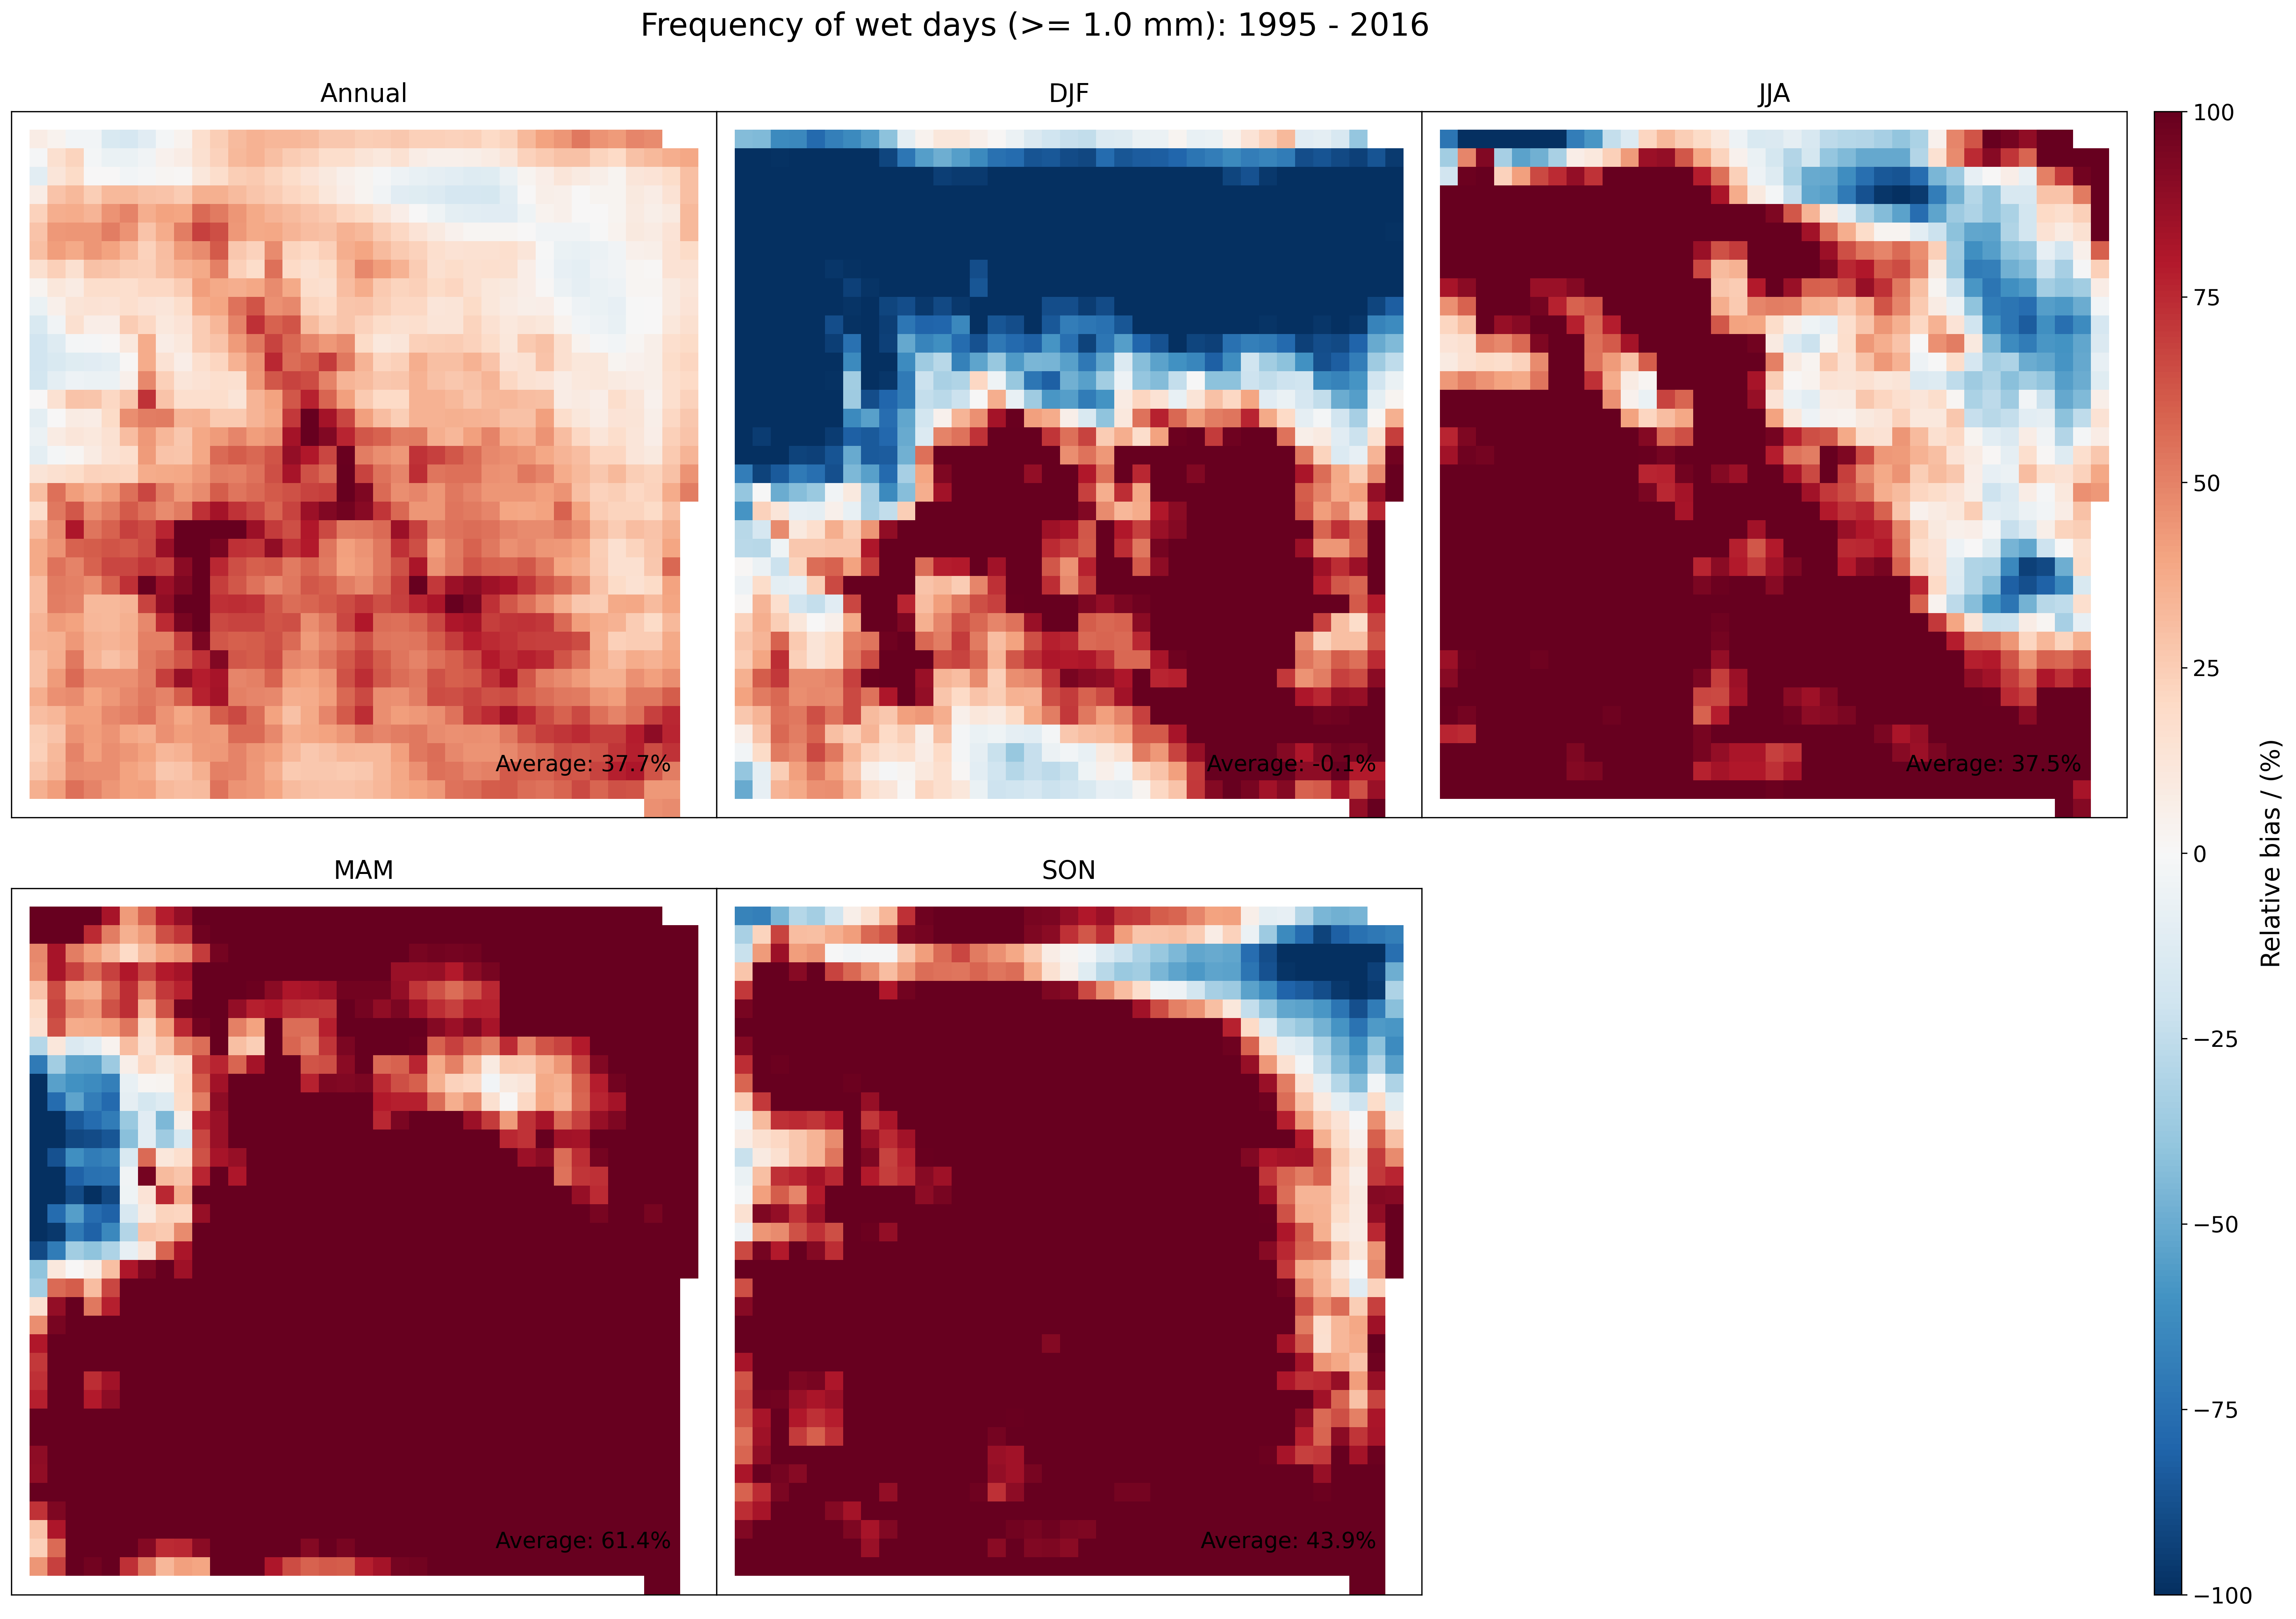 Frequency of wet days (>= 1.0 mm): 1995 - 2016
Annual
DJF
JJA
Average: 37.7%
Average: -0.1%
Average: 37.5%
MAM
SON
Average: 61.4%
Average: 43.9%
100
75
50
25
0
−25
−50
−75
−100
Relative bias / (%)